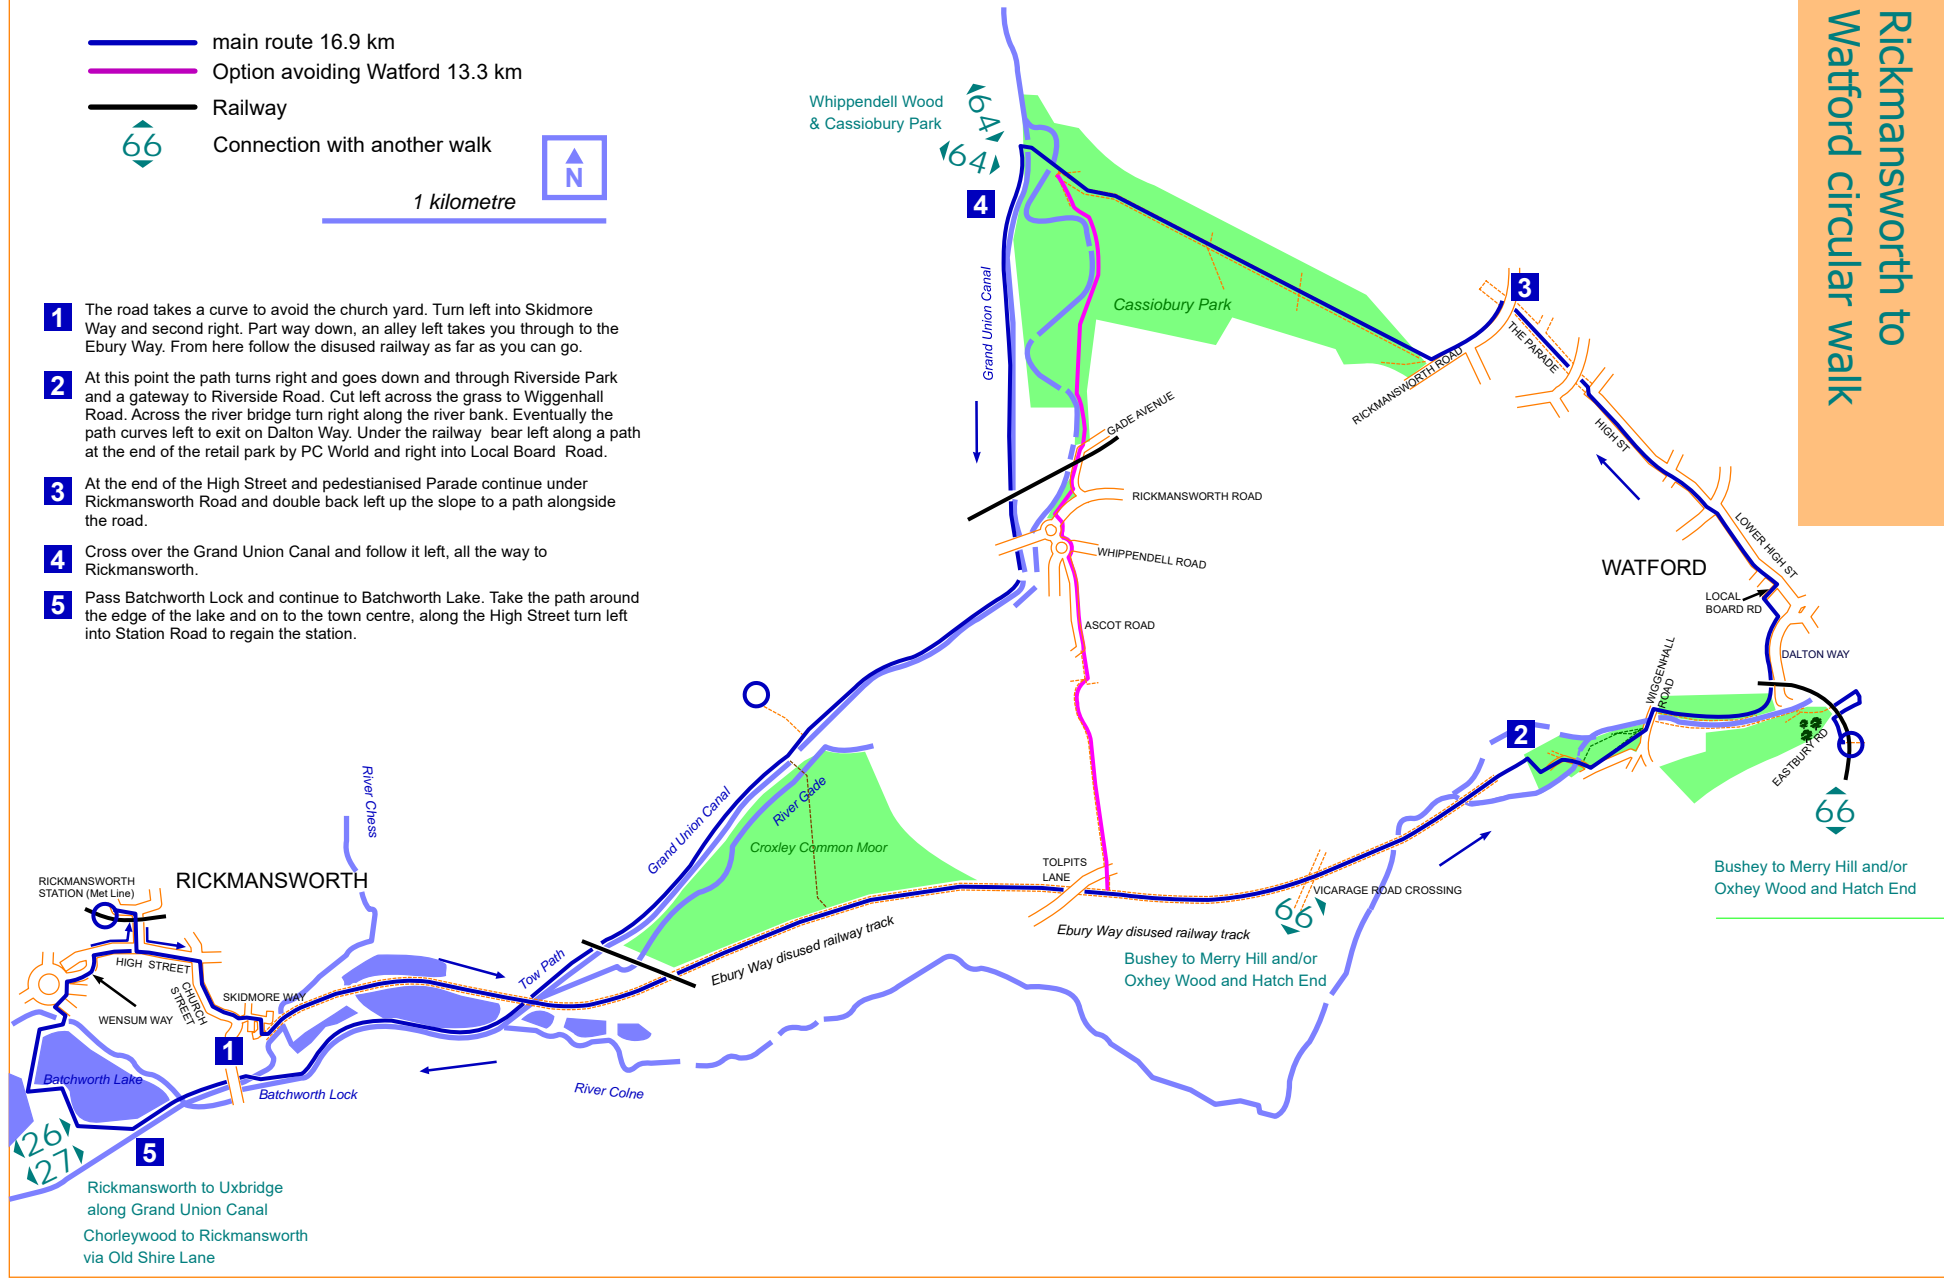 Rickmansworth to
Watford circular walk
main route 16.9 km
Option avoiding Watford 13.3 km
Railway
66
Connection with another walk
N
1 kilometre
1
The road takes a curve to avoid the church yard. Turn left into Skidmore
Way and second right. Part way down, an alley left takes you through to the
Ebury Way. From here follow the disused railway as far as you can go.
2
At this point the path turns right and goes down and through Riverside Park
and a gateway to Riverside Road. Cut left across the grass to Wiggenhall
Road. Across the river bridge turn right along the river bank. Eventually the
path curves left to exit on Dalton Way. Under the railway  bear left along a path
at the end of the retail park by PC World and right into Local Board  Road.
3
At the end of the High Street and pedestianised Parade continue under
Rickmansworth Road and double back left up the slope to a path alongside
the road.
4
Cross over the Grand Union Canal and follow it left, all the way to
Rickmansworth.
5
Pass Batchworth Lock and continue to Batchworth Lake. Take the path around
the edge of the lake and on to the town centre, along the High Street turn left
into Station Road to regain the station.
Whippendell Wood
& Cassiobury Park
64
64
4
Grand Union Canal
Cassiobury Park
3
THE PARADE
RICKMANSWORTH ROAD
HIGH ST
GADE AVENUE
RICKMANSWORTH ROAD
WHIPPENDELL ROAD
LOWER HIGH ST
WATFORD
LOCAL
BOARD RD
ASCOT ROAD
DALTON WAY
WIGGENHALL
ROAD
2
EASTBURY RD
66
Bushey to Merry Hill and/or
Oxhey Wood and Hatch End
River Chess
Grand Union Canal
River Gade
Croxley Common Moor
TOLPITS
LANE
VICARAGE ROAD CROSSING
66
Ebury Way disused railway track
Ebury Way disused railway track
Bushey to Merry Hill and/or
Oxhey Wood and Hatch End
RICKMANSWORTH
STATION (Met Line)
RICKMANSWORTH
HIGH STREET
CHURCH
STREET
SKIDMORE WAY
WENSUM WAY
Tow Path
1
Batchworth Lake
Batchworth Lock
River Colne
26
27
5
Rickmansworth to Uxbridge
along Grand Union Canal
Chorleywood to Rickmansworth
via Old Shire Lane